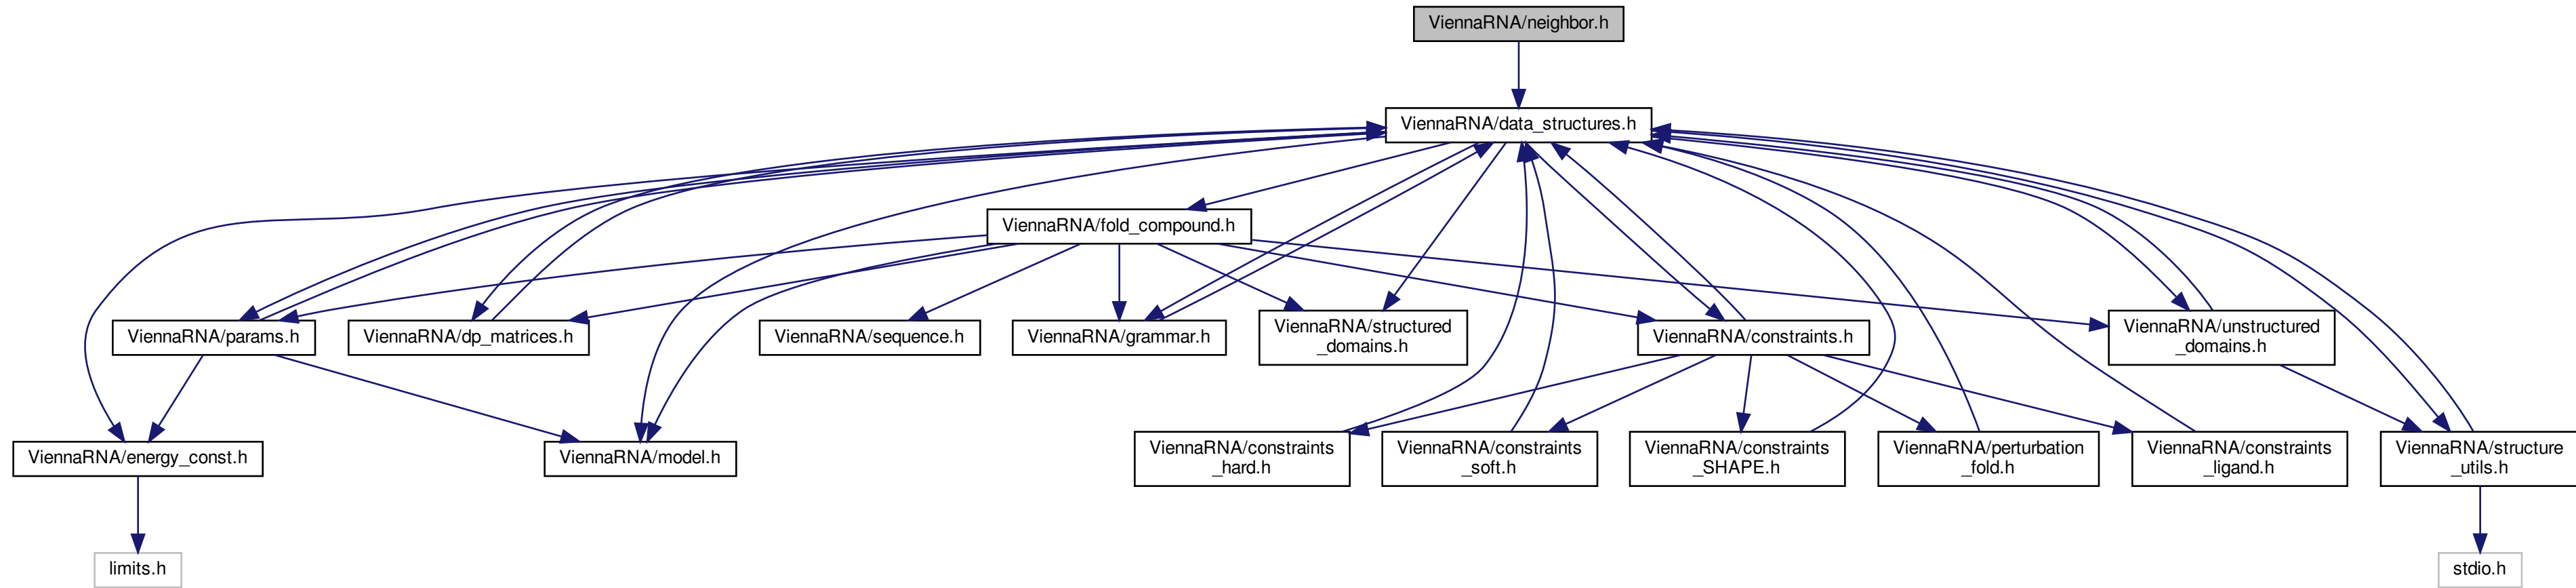 ViennaRNA/neighbor.h
ViennaRNA/data_structures.h
ViennaRNA/fold_compound.h
ViennaRNA/params.h
ViennaRNA/dp_matrices.h
ViennaRNA/sequence.h
ViennaRNA/grammar.h
ViennaRNA/structured
_domains.h
ViennaRNA/constraints.h
ViennaRNA/unstructured
_domains.h
ViennaRNA/energy_const.h
ViennaRNA/model.h
ViennaRNA/constraints
_hard.h
ViennaRNA/constraints
_soft.h
ViennaRNA/constraints
_SHAPE.h
ViennaRNA/perturbation
_fold.h
ViennaRNA/constraints
_ligand.h
ViennaRNA/structure
_utils.h
limits.h
stdio.h